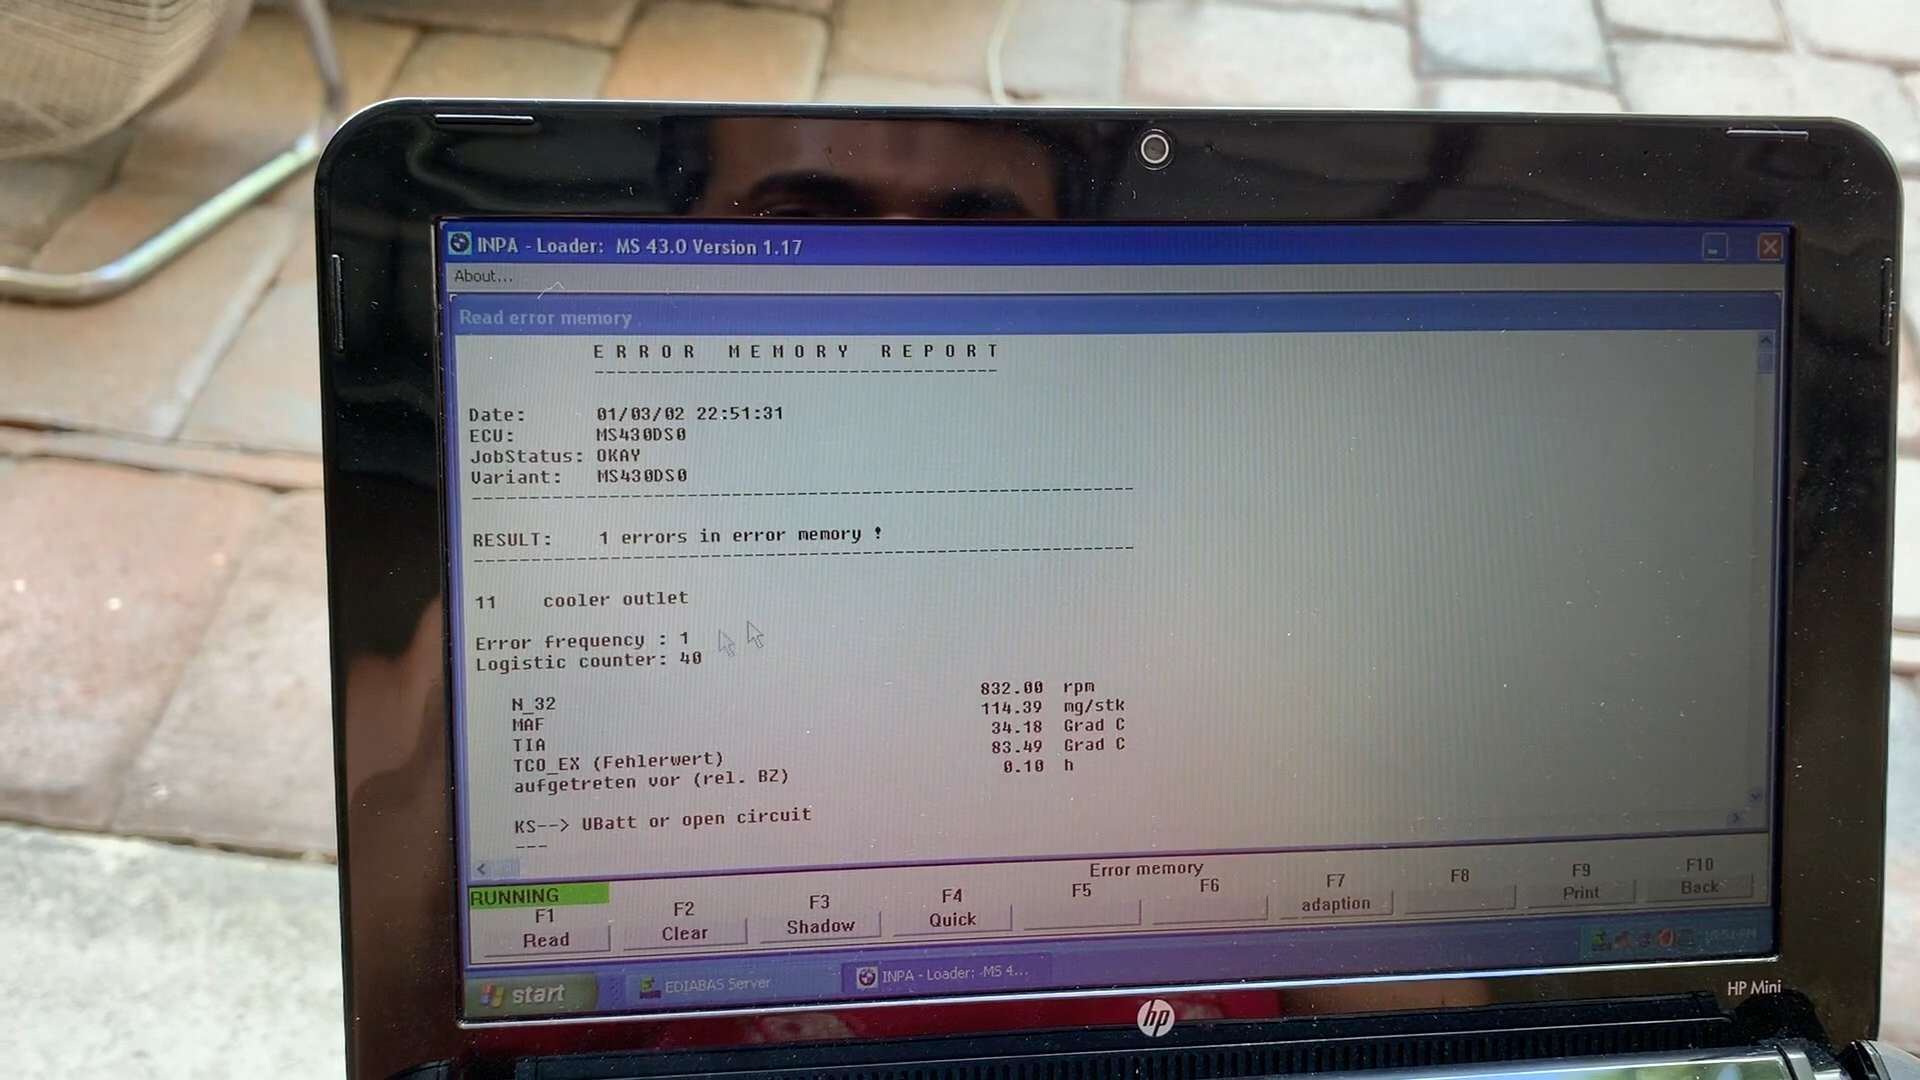 INPA - Loader: MS 43.0 Version 1.17
About...
Read error memory
ERROR MEMORY REPORT
Date: 01/03/02 22:51:31
ECU: MS430DS0
JobStatus: OKAY
Variant: MS430DS0
RESULT: 1 errors in error memory !
11 cooler outlet
Error frequency : 1
Logistic counter: 40
N_32 832.00 rpm
MAF 114.39 mg/stk
TIA 34.18 Grad C
TCO_EX (Fehlerwert) 83.49 Grad C
aufgetreten vor (rel. BZ) 0.10 h
KS--> UBatt or open circuit
Error memory
RUNNING
F1 F2 F3 F4 F5 F6 F7 F8 F9 F10
Read Clear Shadow Quick adaption Print Back
start EDIABAS Server INPA - Loader: MS 4...
HP Mini
hp